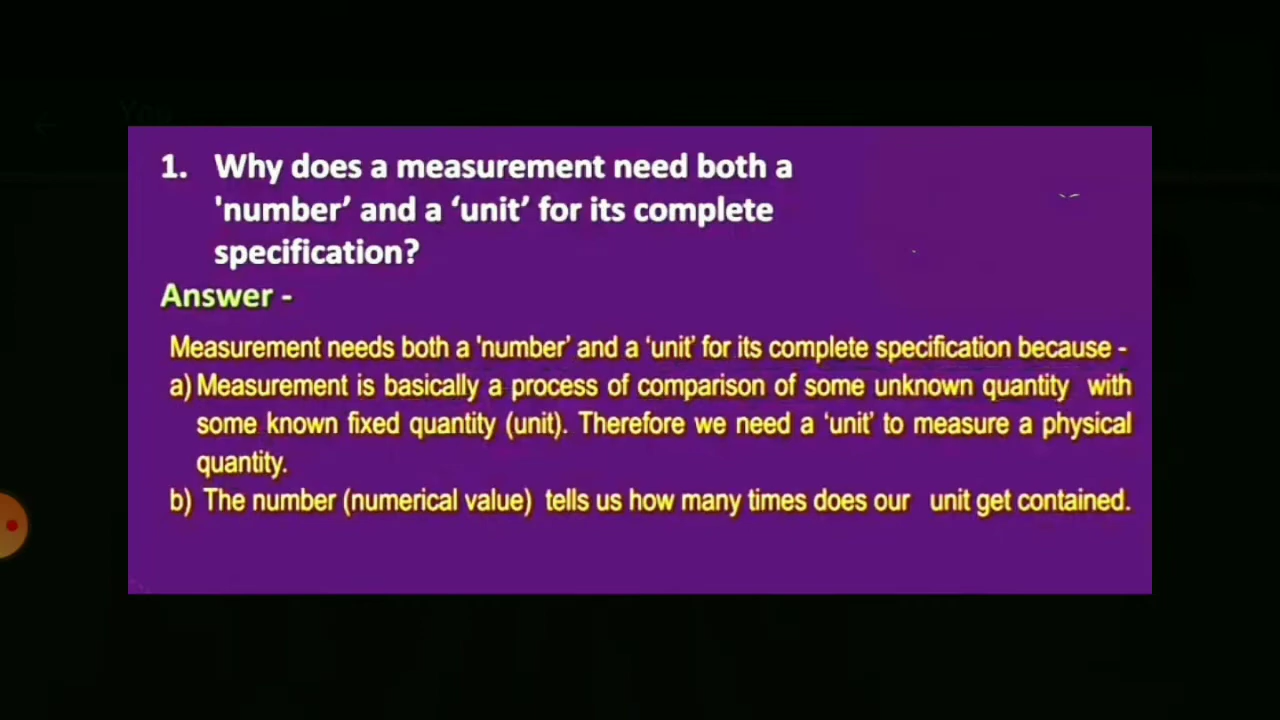 1. Why does a measurement need both a
'number’ and a ‘unit’ for its complete
specification?
Answer -
Measurement needs both a 'number’ and a ‘unit’ for its complete specification because -
a) Measurement is basically a process of comparison of some unknown quantity with
some known fixed quantity (unit). Therefore we need a ‘unit’ to measure a physical
quantity.
b) The number (numerical value) tells us how many times does our unit get contained.